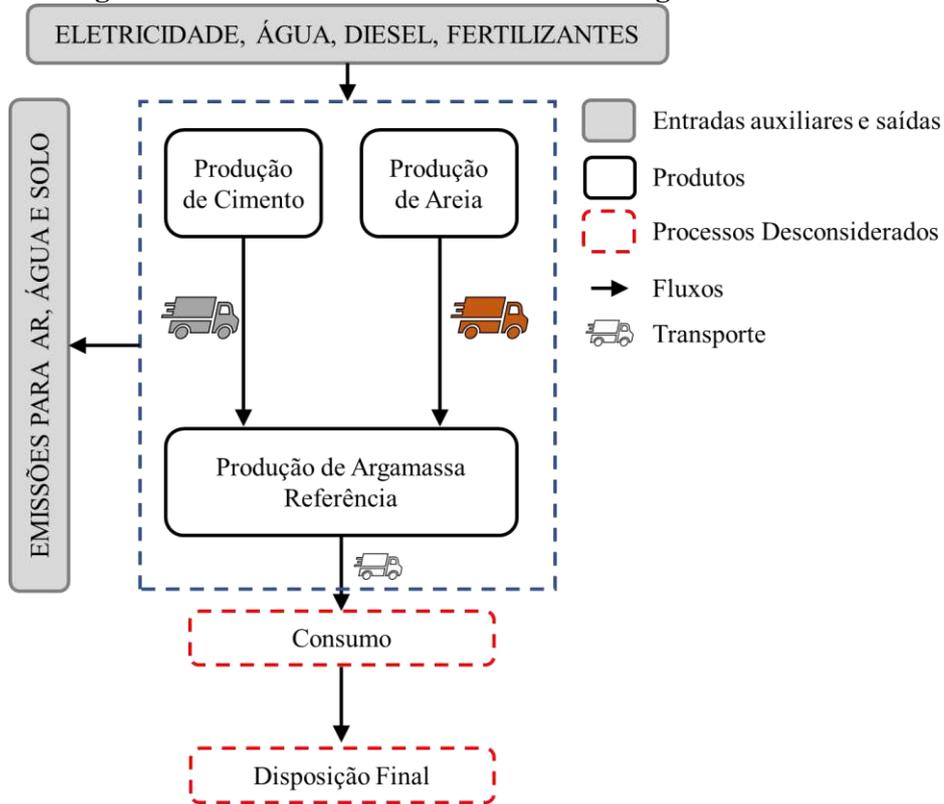 ELETRICIDADE, ÁGUA, DIESEL, FERTILIZANTES
EMISSÕES PARA AR, ÁGUA E SOLO
Produção
de Cimento
Produção
de Areia
Produção de Argamassa
Referência
Consumo
Disposição Final
Entradas auxiliares e saídas
Produtos
Processos Desconsiderados
Fluxos
Transporte